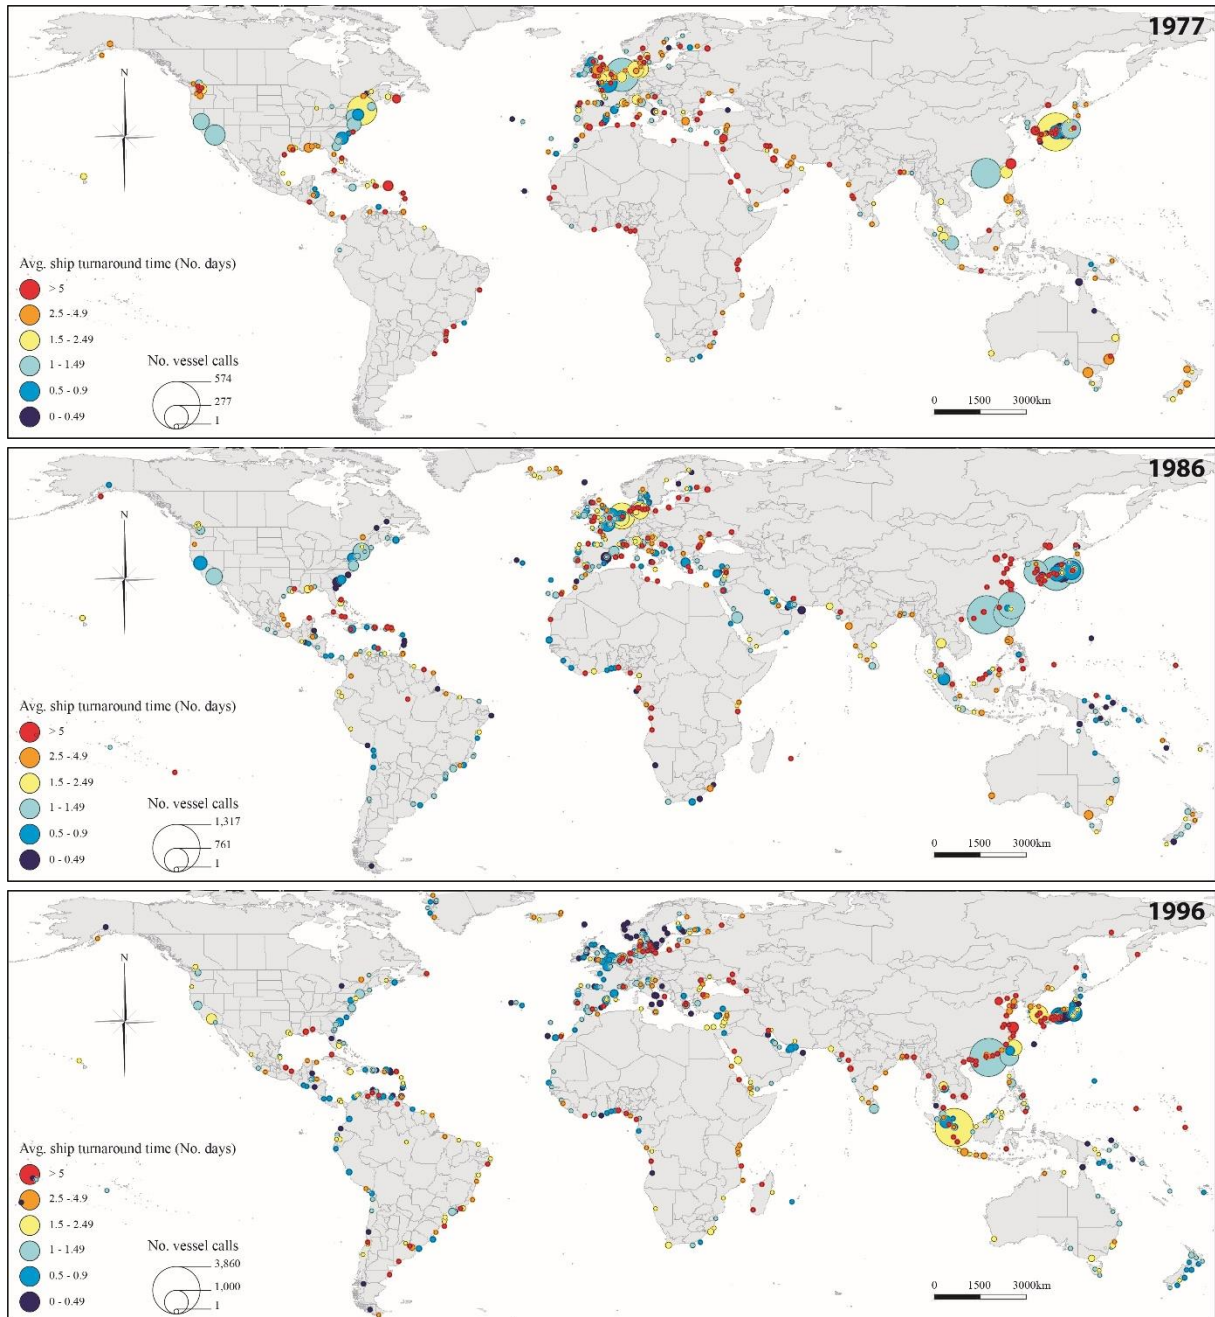 1977
N
Avg. ship turnaround time (No. days)
> 5
2.5 - 4.9
1.5 - 2.49
1 - 1.49
0.5 - 0.9
0 - 0.49
No. vessel calls
574
277
1
0 1500 3000km
1986
N
Avg. ship turnaround time (No. days)
> 5
2.5 - 4.9
1.5 - 2.49
1 - 1.49
0.5 - 0.9
0 - 0.49
No. vessel calls
1,317
761
1
0 1500 3000km
1996
N
Avg. ship turnaround time (No. days)
> 5
2.5 - 4.9
1.5 - 2.49
1 - 1.49
0.5 - 0.9
0 - 0.49
No. vessel calls
3,860
1,000
1
0 1500 3000km